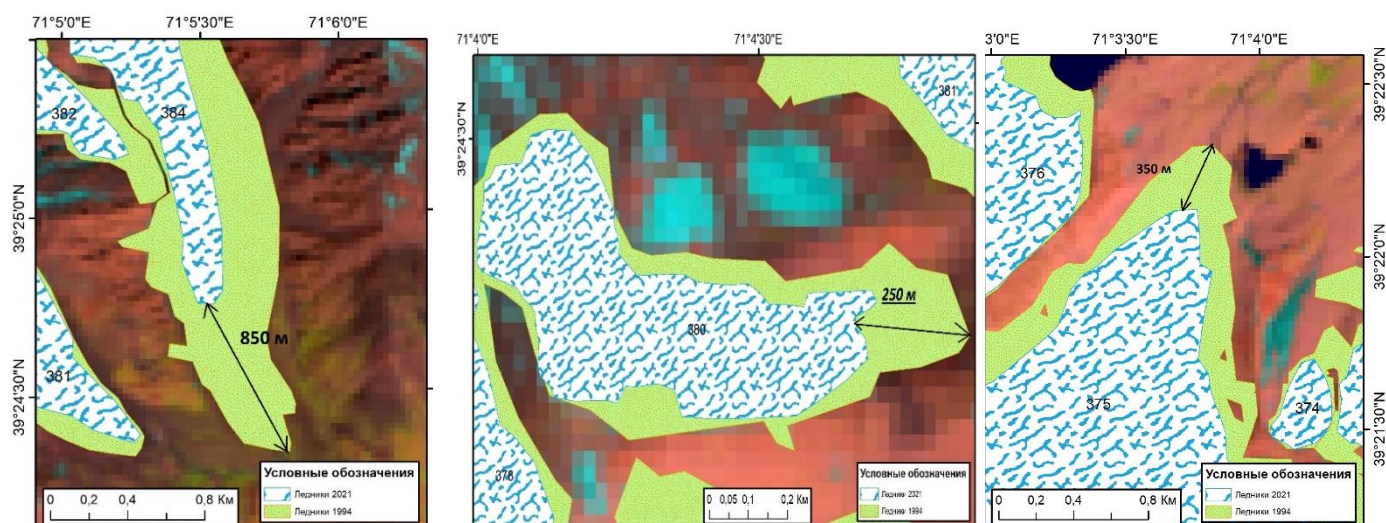 71°5'0"E 71°5'30"E 71°6'0"E
382
384
39°25'0"N
850 м
381
39°24'30"N
Условные обозначения
Ледники 2021
Ледники 1994
0 0,2 0,4 0,8 Км
71°4'0"E 71°4'30"E
381
39°24'30"N
250 м
380
378
Условные обозначения
Ледники 2021
Ледники 1994
0 0,05 0,1 0,2 Км
3'0"E 71°3'30"E 71°4'0"E
39°22'30"N
376
350 м
39°22'0"N
375
374
39°21'30"N
Условные обозначения
Ледники 2021
Ледники 1994
0 0,2 0,4 0,8 Км